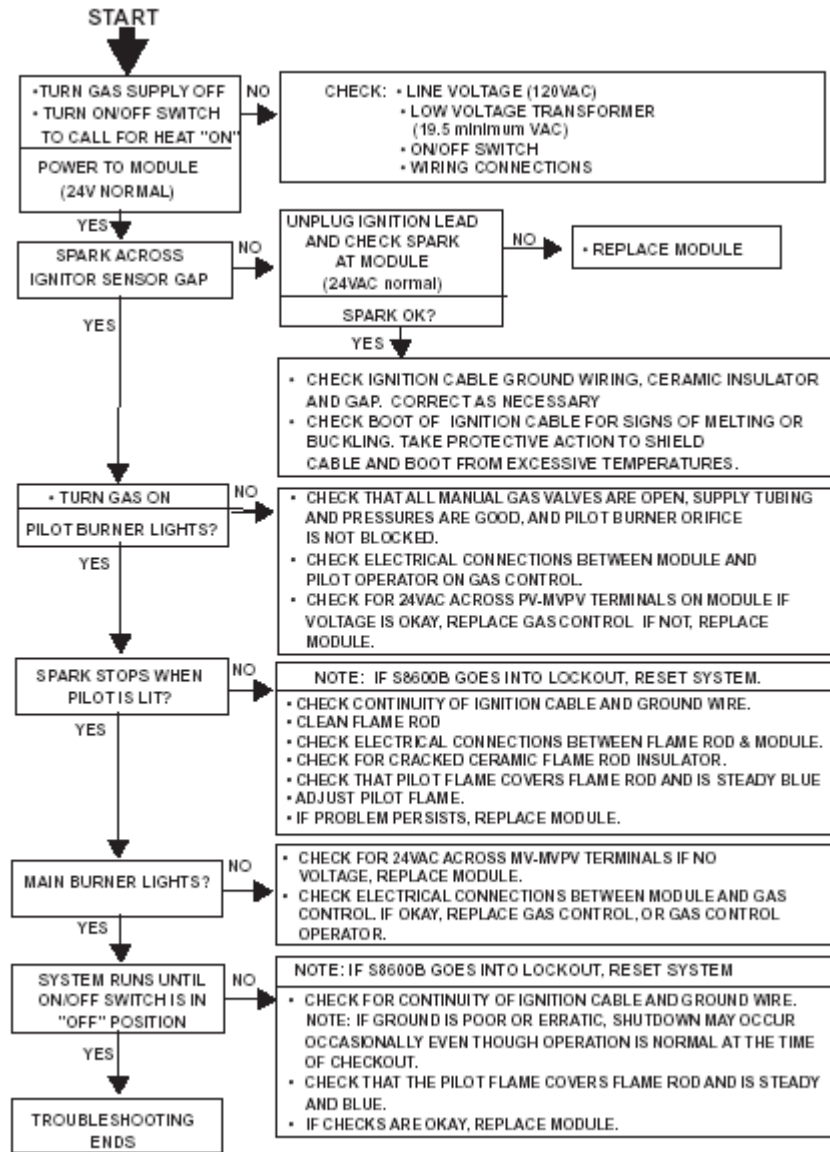 START
•TURN GAS SUPPLY OFF
• TURN ON/OFF SWITCH
TO CALL FOR HEAT "ON"
POWER TO MODULE
(24V NORMAL)
NO
CHECK: • LINE VOLTAGE (120VAC)
• LOW VOLTAGE TRANSFORMER
(19.5 minimum VAC)
• ON/OFF SWITCH
• WIRING CONNECTIONS
YES
SPARK ACROSS
IGNITOR SENSOR GAP
NO
UNPLUG IGNITION LEAD
AND CHECK SPARK
AT MODULE
(24VAC normal)
SPARK OK?
NO
• REPLACE MODULE
YES
YES
• CHECK IGNITION CABLE GROUND WIRING, CERAMIC INSULATOR
AND GAP. CORRECT AS NECESSARY
• CHECK BOOT OF IGNITION CABLE FOR SIGNS OF MELTING OR
BUCKLING. TAKE PROTECTIVE ACTION TO SHIELD
CABLE AND BOOT FROM EXCESSIVE TEMPERATURES.
• TURN GAS ON
PILOT BURNER LIGHTS?
NO
• CHECK THAT ALL MANUAL GAS VALVES ARE OPEN, SUPPLY TUBING
AND PRESSURES ARE GOOD, AND PILOT BURNER ORIFICE
IS NOT BLOCKED.
• CHECK ELECTRICAL CONNECTIONS BETWEEN MODULE AND
PILOT OPERATOR ON GAS CONTROL.
• CHECK FOR 24VAC ACROSS PV-MVPV TERMINALS ON MODULE IF
VOLTAGE IS OKAY, REPLACE GAS CONTROL IF NOT, REPLACE
MODULE.
YES
SPARK STOPS WHEN
PILOT IS LIT?
NO
NOTE: IF S8600B GOES INTO LOCKOUT, RESET SYSTEM.
• CHECK CONTINUITY OF IGNITION CABLE AND GROUND WIRE.
• CLEAN FLAME ROD
• CHECK ELECTRICAL CONNECTIONS BETWEEN FLAME ROD & MODULE.
• CHECK FOR CRACKED CERAMIC FLAME ROD INSULATOR.
• CHECK THAT PILOT FLAME COVERS FLAME ROD AND IS STEADY BLUE
• ADJUST PILOT FLAME.
• IF PROBLEM PERSISTS, REPLACE MODULE.
YES
MAIN BURNER LIGHTS?
NO
• CHECK FOR 24VAC ACROSS MV-MVPV TERMINALS IF NO
VOLTAGE, REPLACE MODULE.
• CHECK ELECTRICAL CONNECTIONS BETWEEN MODULE AND GAS
CONTROL. IF OKAY, REPLACE GAS CONTROL, OR GAS CONTROL
OPERATOR.
YES
SYSTEM RUNS UNTIL
ON/OFF SWITCH IS IN
"OFF" POSITION
NO
NOTE: IF S8600B GOES INTO LOCKOUT, RESET SYSTEM
• CHECK FOR CONTINUITY OF IGNITION CABLE AND GROUND WIRE.
NOTE: IF GROUND IS POOR OR ERRATIC, SHUTDOWN MAY OCCUR
OCCASIONALLY EVEN THOUGH OPERATION IS NORMAL AT THE TIME
OF CHECKOUT.
• CHECK THAT THE PILOT FLAME COVERS FLAME ROD AND IS STEADY
AND BLUE.
• IF CHECKS ARE OKAY, REPLACE MODULE.
YES
TROUBLESHOOTING
ENDS